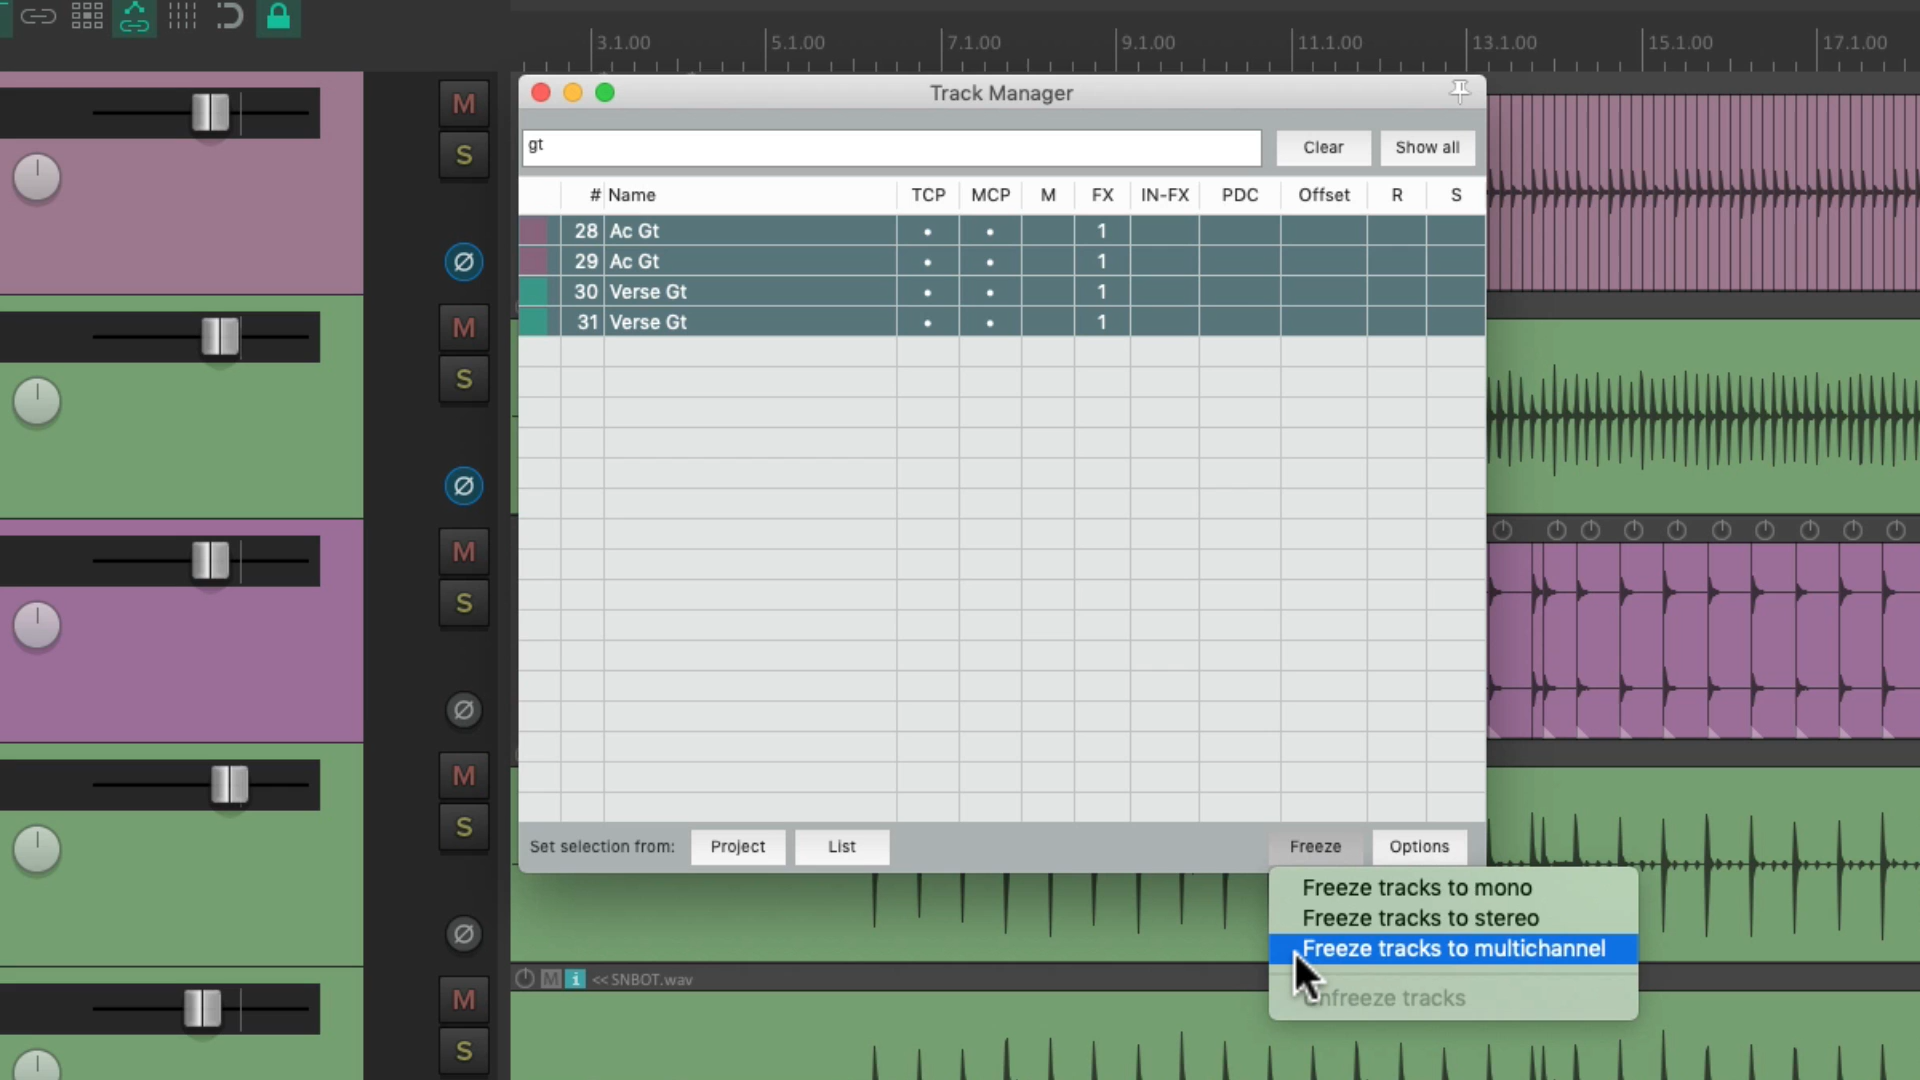 3.1.00 5.1.00 7.1.00 9.1.00 11.1.00 13.1.00 15.1.00 17.1.00
Track Manager
gt Clear Show all
# Name TCP MCP M FX IN-FX PDC Offset R S
28 Ac Gt • • 1
29 Ac Gt • • 1
30 Verse Gt • • 1
31 Verse Gt • • 1
Set selection from: Project List Freeze Options
Freeze tracks to mono
Freeze tracks to stereo
Freeze tracks to multichannel
nfreeze tracks
M
S
Ø
M
S
Ø
M
S
Ø
M
S
Ø
M i <<SNBOT.wav
M
S